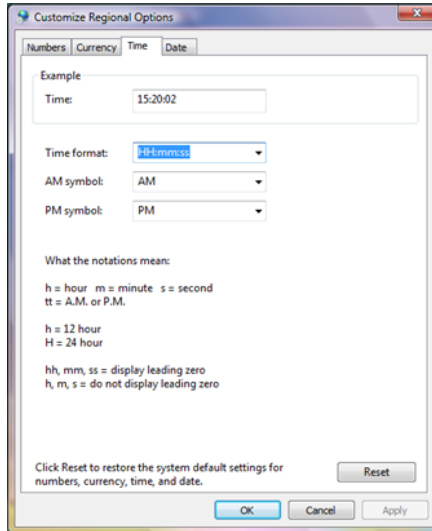 Customize Regional Options
Numbers Currency Time Date
Example
Time: 15:20:02
Time format: HH:mm:ss
AM symbol: AM
PM symbol: PM
What the notations mean:
h = hour m = minute s = second
tt = A.M. or P.M.
h = 12 hour
H = 24 hour
hh, mm, ss = display leading zero
h, m, s = do not display leading zero
Click Reset to restore the system default settings for
numbers, currency, time, and date.
Reset
OK Cancel Apply